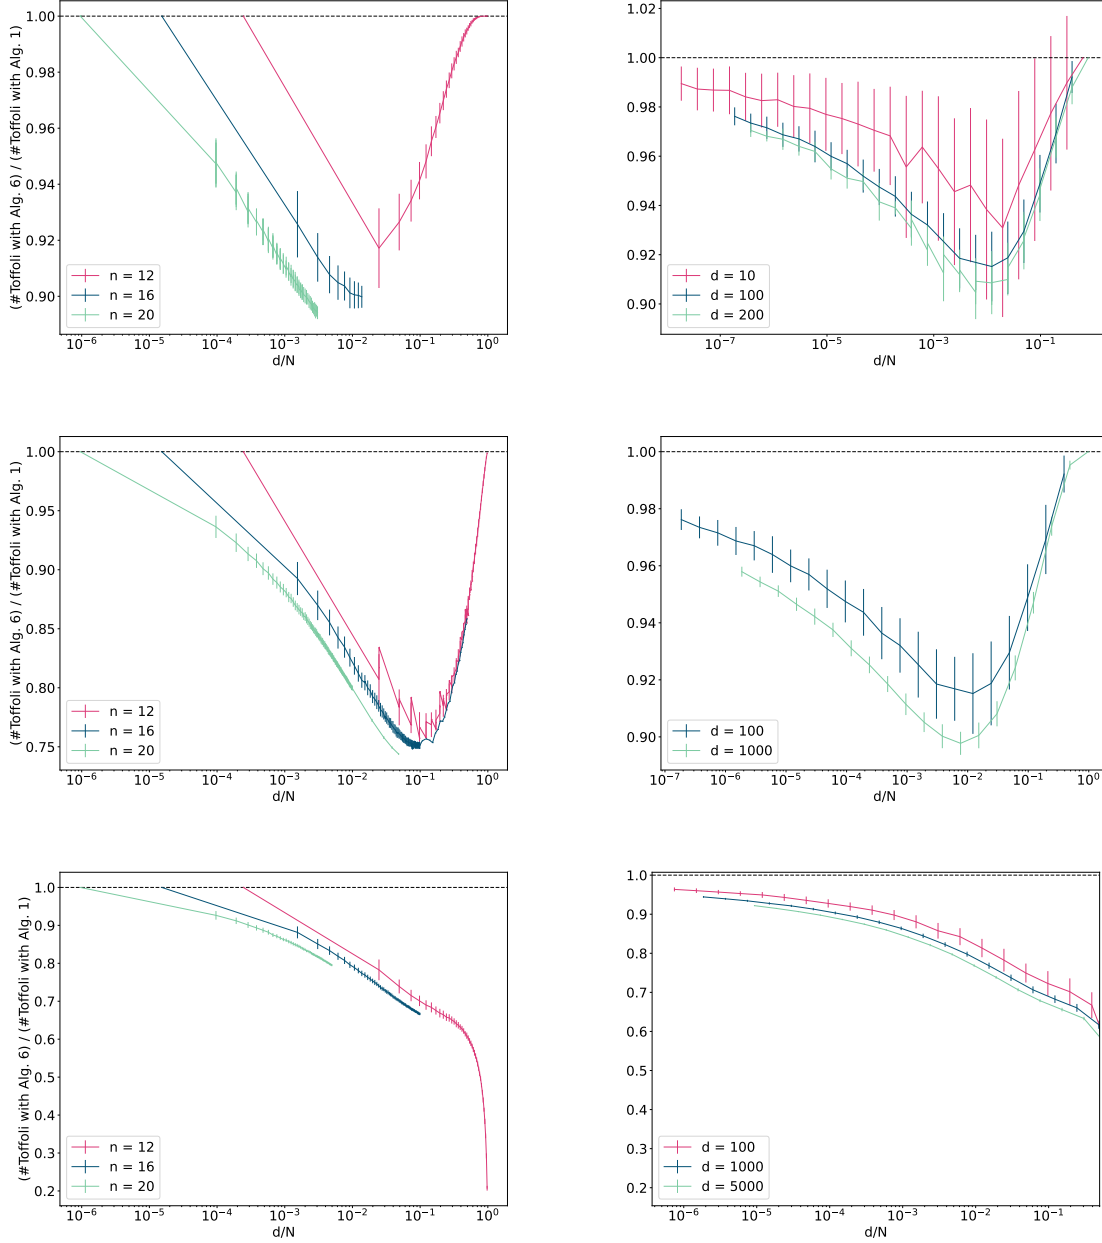 (#Toffoli with Alg. 6) / (#Toffoli with Alg. 1)
1.00
0.98
0.96
0.94
0.92
0.90
n = 12
n = 16
n = 20
10⁻⁶ 10⁻⁵ 10⁻⁴ 10⁻³ 10⁻² 10⁻¹ 10⁰
d/N
1.02
1.00
0.98
0.96
0.94
0.92
0.90
d = 10
d = 100
d = 200
10⁻⁷ 10⁻⁵ 10⁻³ 10⁻¹
d/N
(#Toffoli with Alg. 6) / (#Toffoli with Alg. 1)
1.00
0.95
0.90
0.85
0.80
0.75
n = 12
n = 16
n = 20
10⁻⁶ 10⁻⁵ 10⁻⁴ 10⁻³ 10⁻² 10⁻¹ 10⁰
d/N
1.00
0.98
0.96
0.94
0.92
0.90
d = 100
d = 1000
10⁻⁷ 10⁻⁶ 10⁻⁵ 10⁻⁴ 10⁻³ 10⁻² 10⁻¹ 10⁰
d/N
(#Toffoli with Alg. 6) / (#Toffoli with Alg. 1)
1.0
0.9
0.8
0.7
0.6
0.5
0.4
0.3
0.2
n = 12
n = 16
n = 20
10⁻⁶ 10⁻⁵ 10⁻⁴ 10⁻³ 10⁻² 10⁻¹ 10⁰
d/N
1.0
0.9
0.8
0.7
0.6
0.5
0.4
0.3
0.2
d = 100
d = 1000
d = 5000
10⁻⁶ 10⁻⁵ 10⁻⁴ 10⁻³ 10⁻² 10⁻¹
d/N